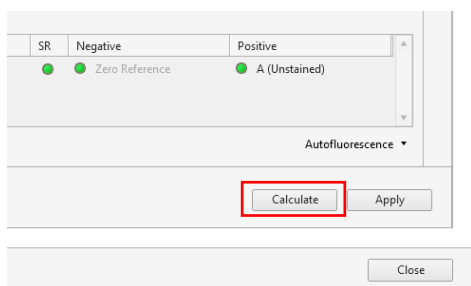 SR Negative Positive
Zero Reference A (Unstained)
Autofluorescence
Calculate Apply
Close